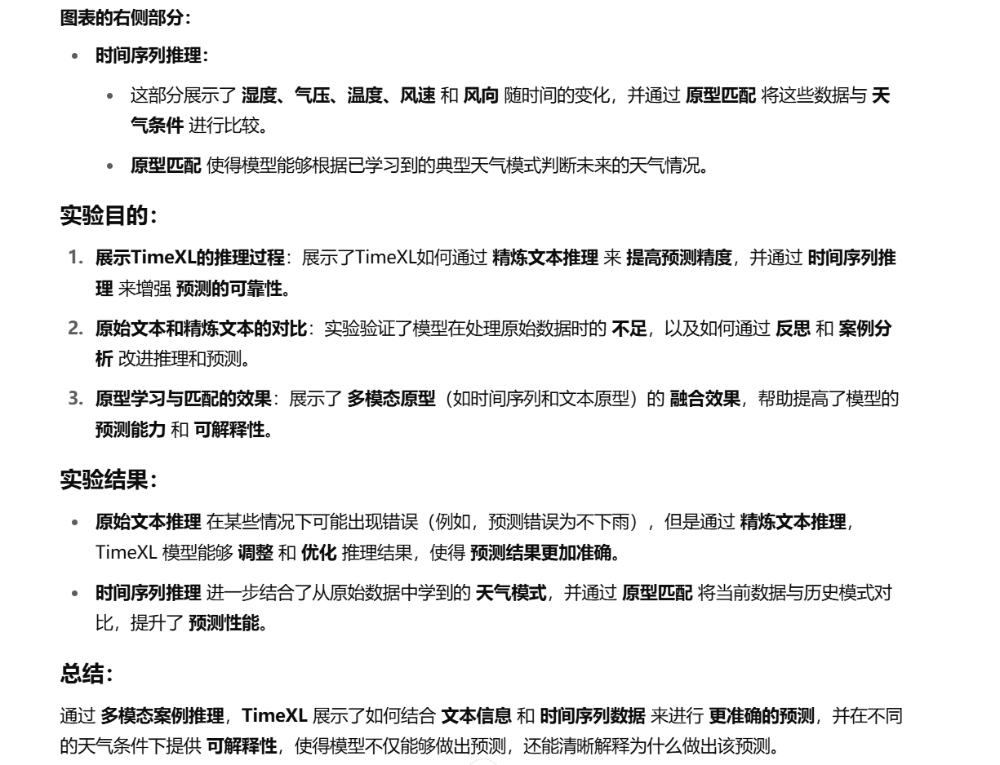 图表的右侧部分：
• 时间序列推理：
• 这部分展示了 湿度、气压、温度、风速 和 风向 随时间的变化，并通过 原型匹配 将这些数据与 天
气条件 进行比较。
• 原型匹配 使得模型能够根据已学习到的典型天气模式判断未来的天气情况。
实验目的：
1. 展示TimeXL的推理过程：展示了TimeXL如何通过 精炼文本推理 来 提高预测精度，并通过 时间序列推
理 来增强 预测的可靠性。
2. 原始文本和精炼文本的对比：实验验证了模型在处理原始数据时的 不足，以及如何通过 反思 和 案例分
析 改进推理和预测。
3. 原型学习与匹配的效果：展示了 多模态原型（如时间序列和文本原型）的 融合效果，帮助提高了模型的
预测能力 和 可解释性。
实验结果：
• 原始文本推理 在某些情况下可能出现错误（例如，预测错误为不下雨），但是通过 精炼文本推理，
TimeXL 模型能够 调整 和 优化 推理结果，使得 预测结果更加准确。
• 时间序列推理 进一步结合了从原始数据中学到的 天气模式，并通过 原型匹配 将当前数据与历史模式对
比，提升了 预测性能。
总结：
通过 多模态案例推理，TimeXL 展示了如何结合 文本信息 和 时间序列数据 来进行 更准确的预测，并在不同
的天气条件下提供 可解释性，使得模型不仅能够做出预测，还能清晰解释为什么做出该预测。